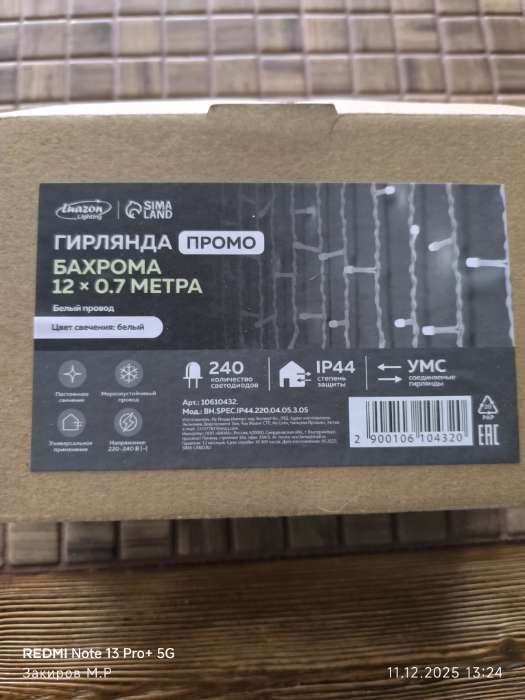 Luazon
Lighting
SIMA
LAND
ГИРЛЯНДА ПРОМО
БАХРОМА
12 × 0.7 МЕТРА
Белый провод
Цвет свечения: белый
Постоянное
свечение
Морозоустойчивый
провод
Универсальное
применение
Напряжение:
220-240 В (~)
240
количество
светодиодов
IP44
степень
защиты
УМС
соединяемые
гирлянды
Арт.: 10610432.
Мод.: BH.SPEC.IP44.220.04.05.3.05
2 900106 104320
PAP
EAC
REDMI Note 13 Pro+ 5G
Закиров М.Р
11.12.2025 13:24